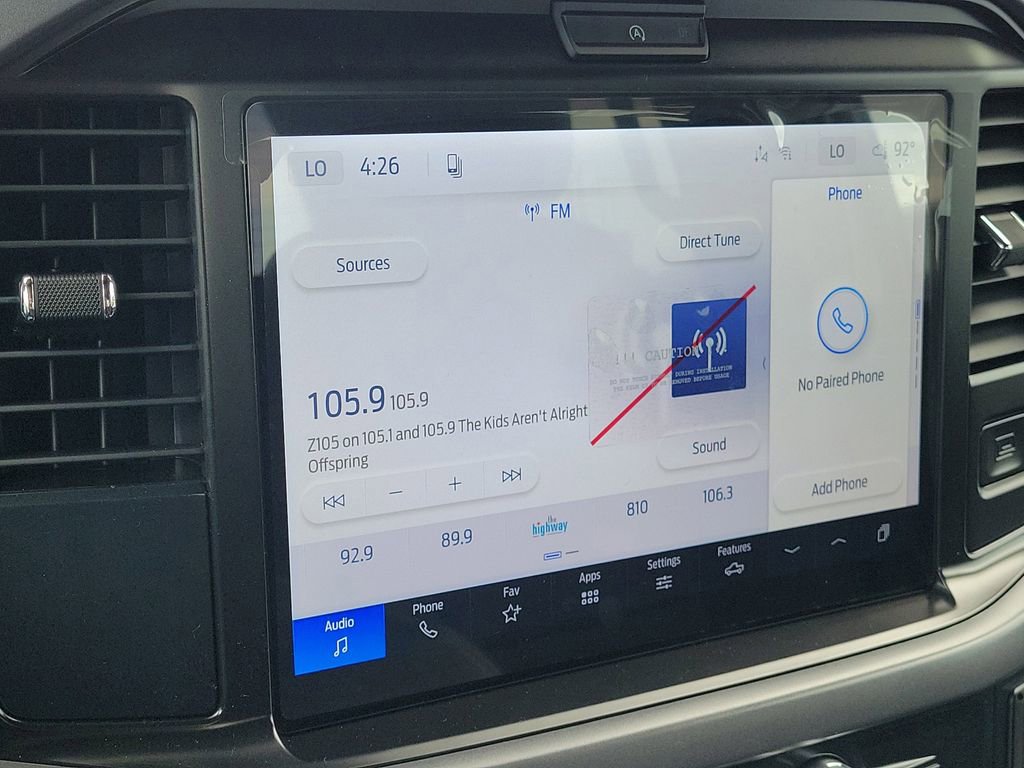 LO 4:26
LO 92°
FM
Phone
Sources
Direct Tune
!!! CAUTION
DURING INSTALLATION
REMOVED BEFORE USAGE
105.9 105.9
Z105 on 105.1 and 105.9 The Kids Aren't Alright
Offspring
Sound
No Paired Phone
Add Phone
92.9
89.9
the
highway
810
106.3
Audio
Phone
Fav
Apps
Settings
Features